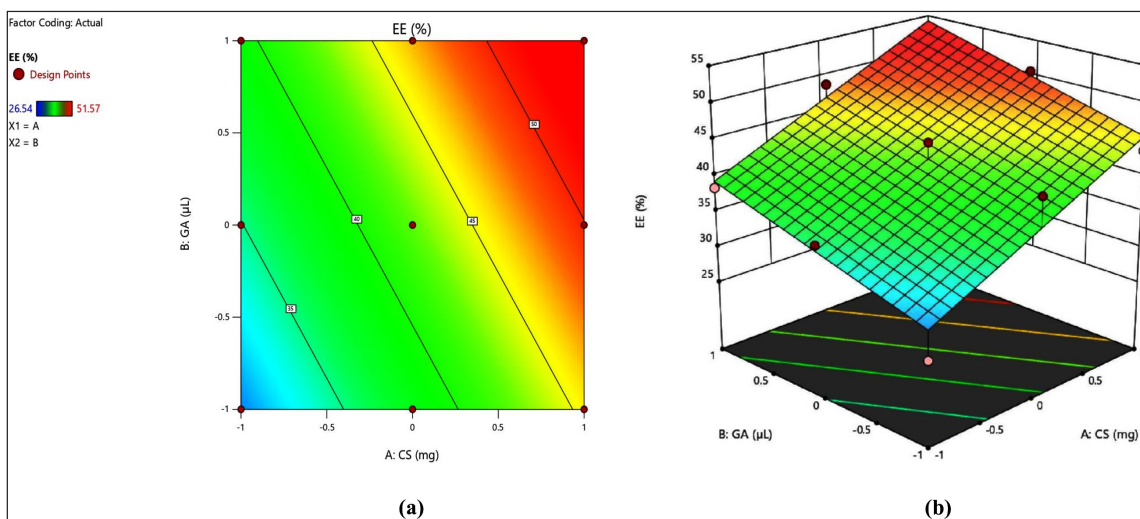 Factor Coding: Actual
EE (%)
Design Points
26.54 51.57
X1 = A
X2 = B
EE (%)
1
0.5
0
-0.5
-1
B: GA (µL)
50
45
40
35
-1 -0.5 0 0.5 1
A: CS (mg)
(a)
55
50
45
40
35
30
25
EE (%)
1
0.5
0
-0.5
-1
B: GA (µL)
-1
-0.5
0
0.5
1
A: CS (mg)
(b)